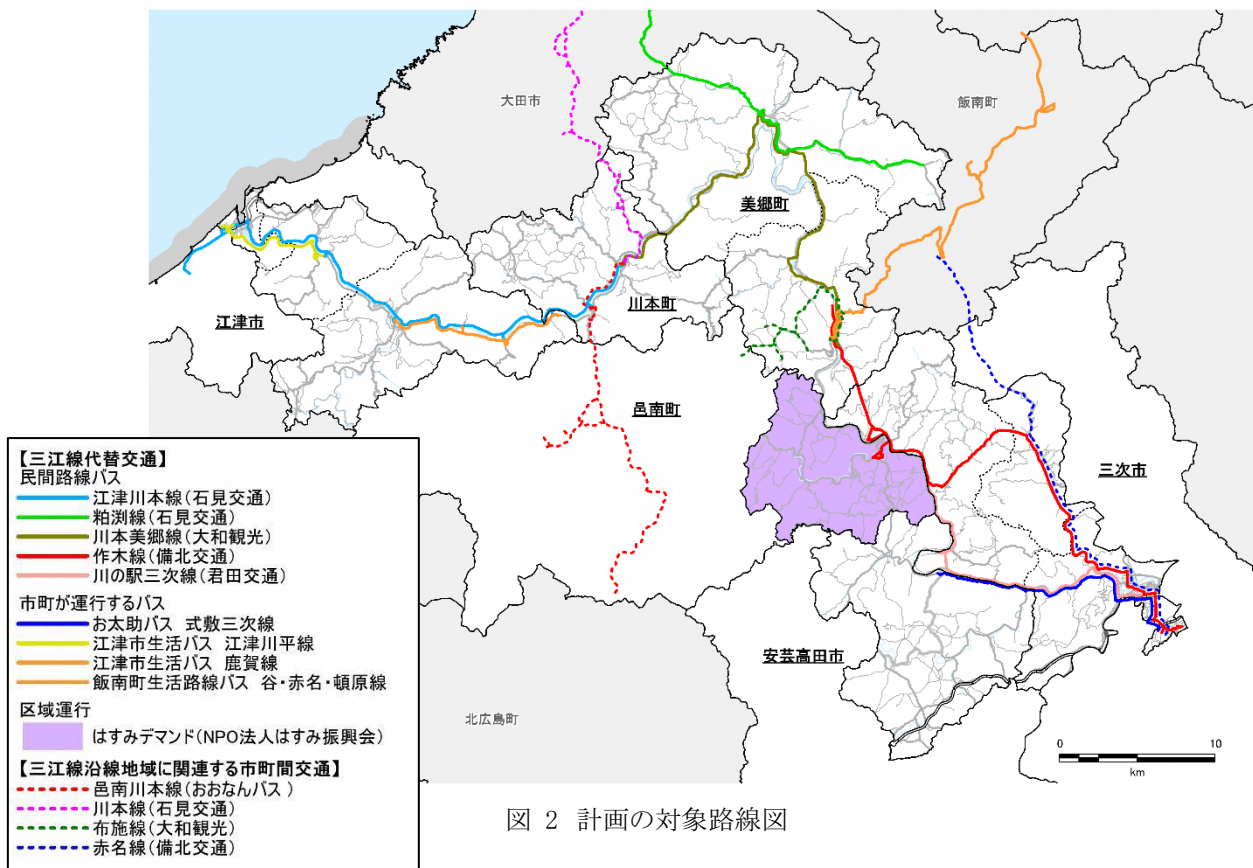 大田市
飯南町
美郷町
江津市
川本町
邑南町
三次市
安芸高田市
北広島町
0 10
km
【三江線代替交通】
民間路線バス
江津川本線(石見交通)
粕渕線(石見交通)
川本美郷線(大和観光)
作木線(備北交通)
川の駅三次線(君田交通)
市町が運行するバス
お太助バス 式敷三次線
江津市生活バス 江津川平線
江津市生活バス 鹿賀線
飯南町生活路線バス 谷・赤名・頓原線
区域運行
はすみデマンド(NPO法人はすみ振興会)
【三江線沿線地域に関連する市町間交通】
邑南川本線(おおなんバス)
川本線(石見交通)
布施線(大和観光)
赤名線(備北交通)
図 2 計画の対象路線図